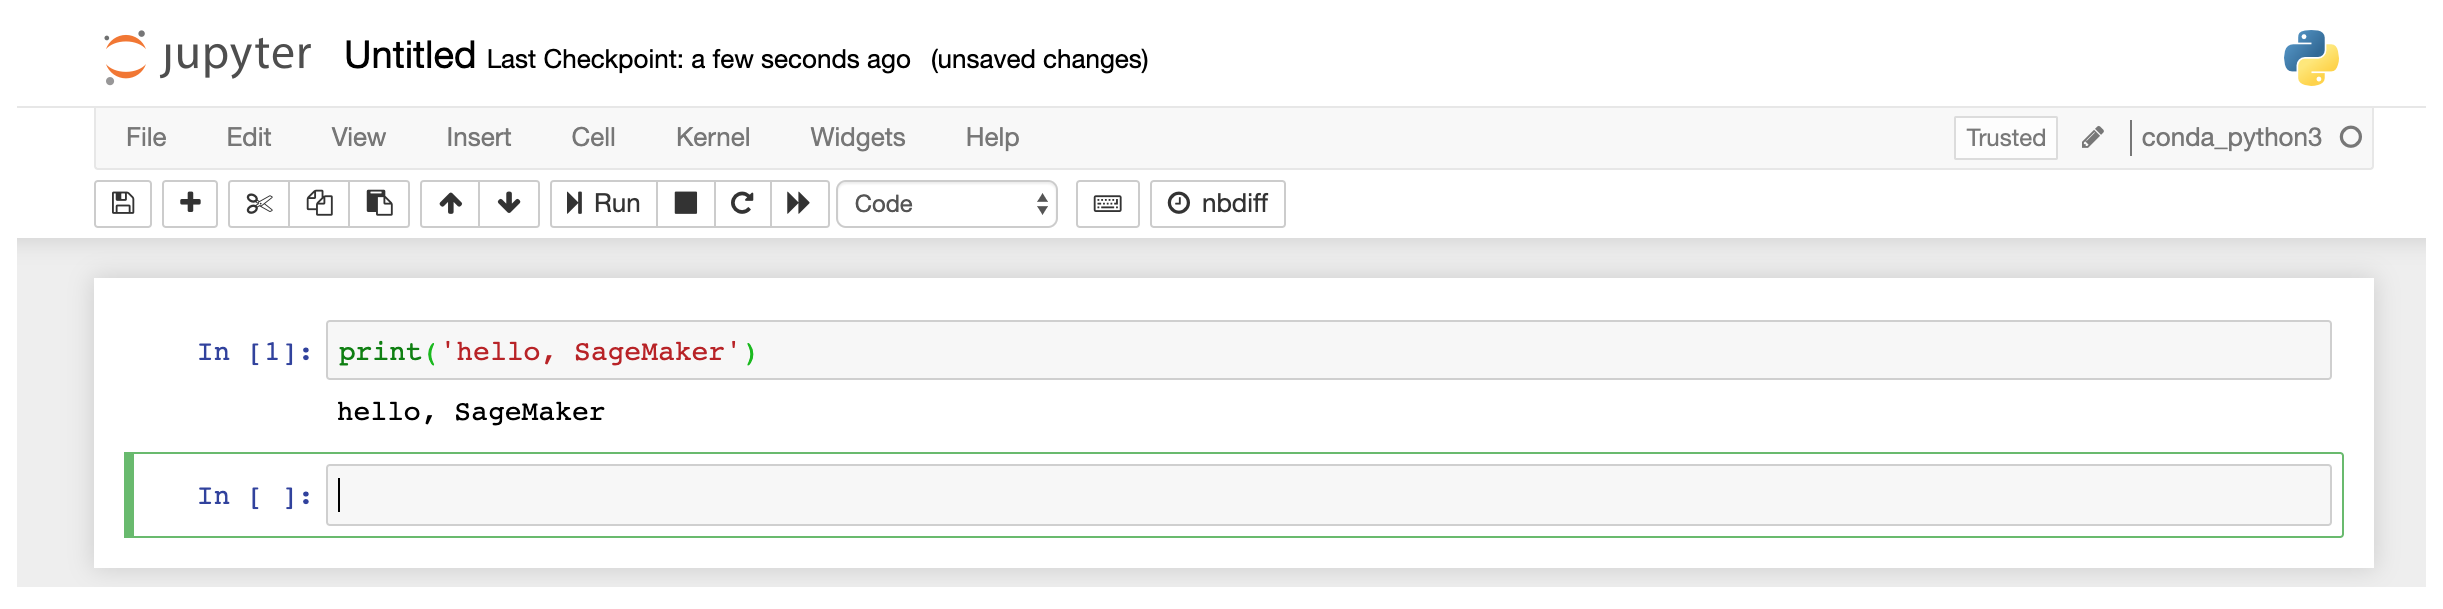 jupyter Untitled Last Checkpoint: a few seconds ago (unsaved changes)
File Edit View Insert Cell Kernel Widgets Help Trusted conda_python3
Run Code nbdiff
In [1]: print('hello, SageMaker')
hello, SageMaker
In [ ]: